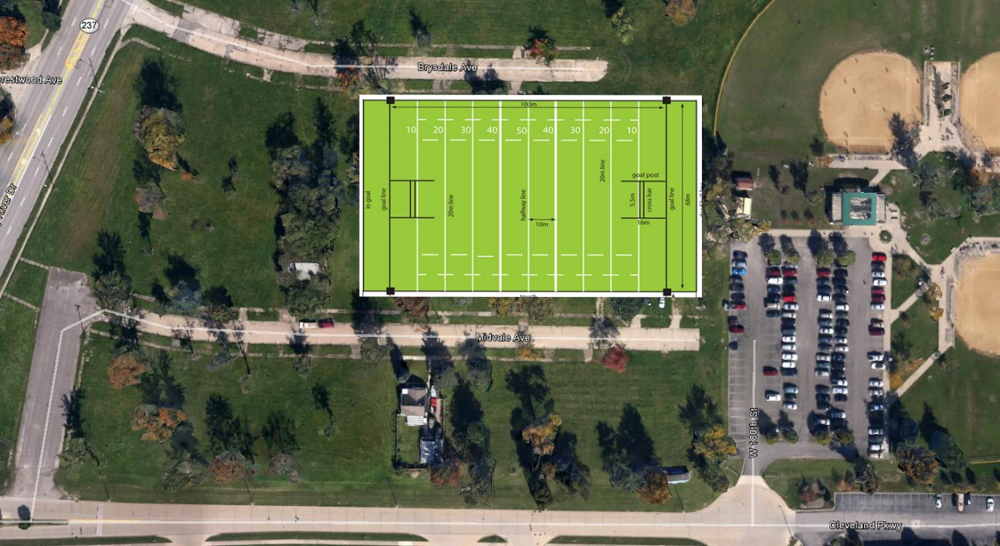 237
Brysdale Ave
restwood Ave
100m
10 20 30 40 50 40 30 20 10
in goal
goal line
20m line
halfway line
10m
20m line
goal post
5.5m
cross bar
16m
goal line
68m
touch
River Dr
Midvale Ave
W 180th St
Cleveland Pkwy